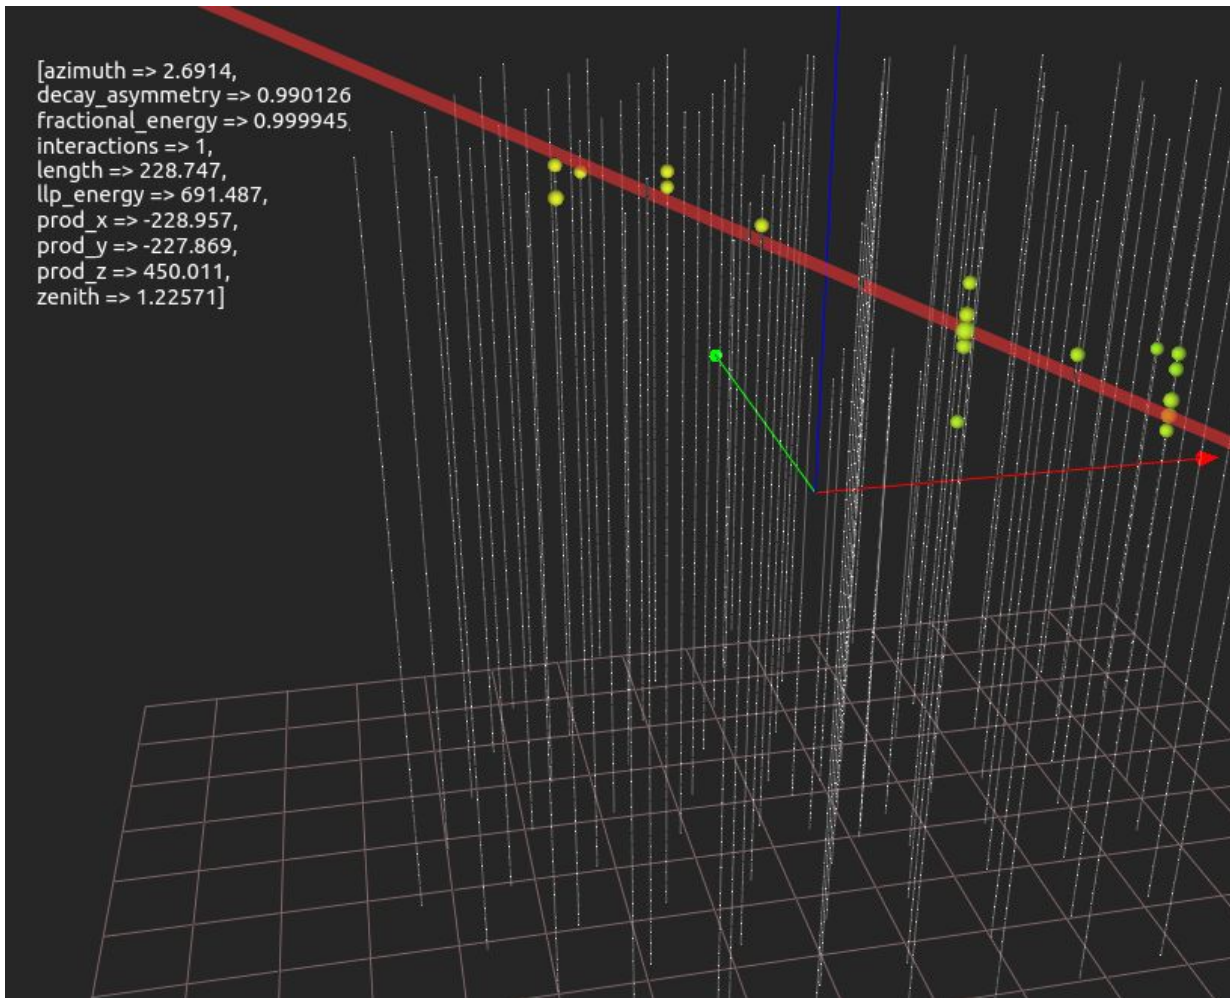 [azimuth => 2.6914,
decay_asymmetry => 0.990126
fractional_energy => 0.999945,
interactions => 1,
length => 228.747,
llp_energy => 691.487,
prod_x => -228.957,
prod_y => -227.869,
prod_z => 450.011,
zenith => 1.22571]